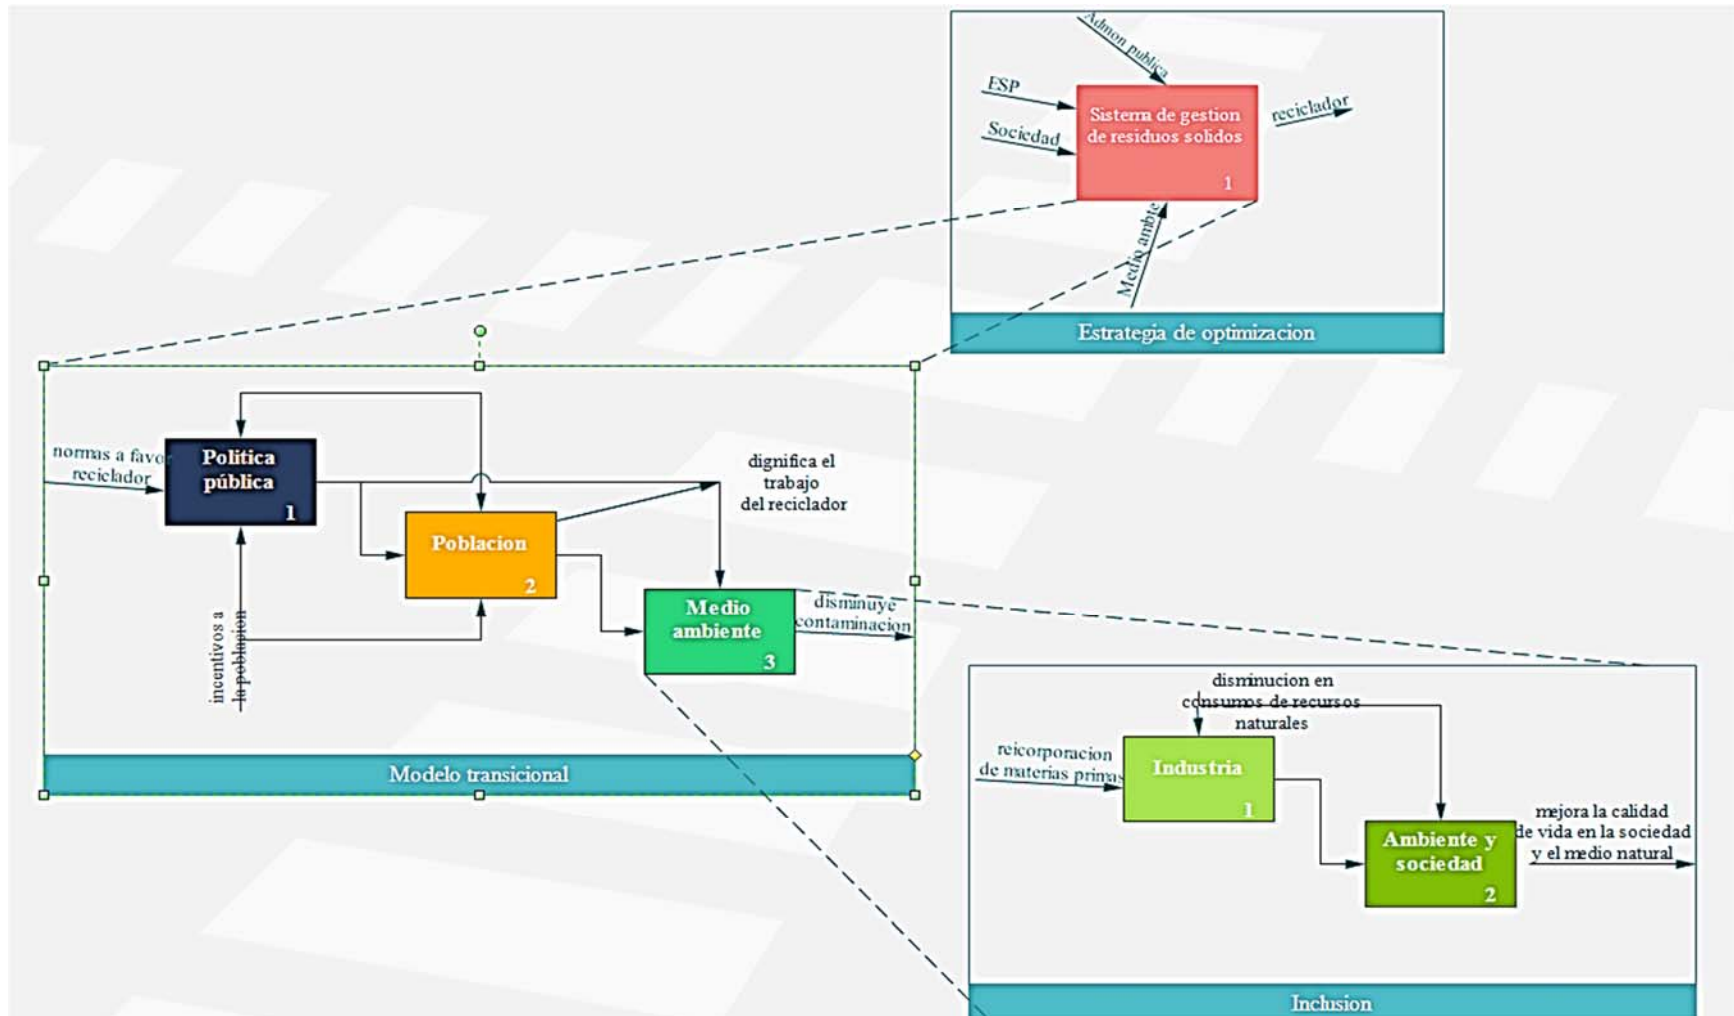 Admon publica
ESP
Sociedad
Sistema de gestion
de residuos solidos
1
reciclador
Medio ambte
Estrategia de optimizacion
normas a favor
reciclador
Politica
pública
1
Poblacion
2
dignifica el
trabajo
del reciclador
Medio
ambiente
3
disminuye
contaminacion
incentivos a
la poblacion
Modelo transicional
disminucion en
consumos de recursos
naturales
reicorporacion
de materias primas
Industria
1
Ambiente y
sociedad
2
mejora la calidad
de vida en la sociedad
y el medio natural
Inclusion